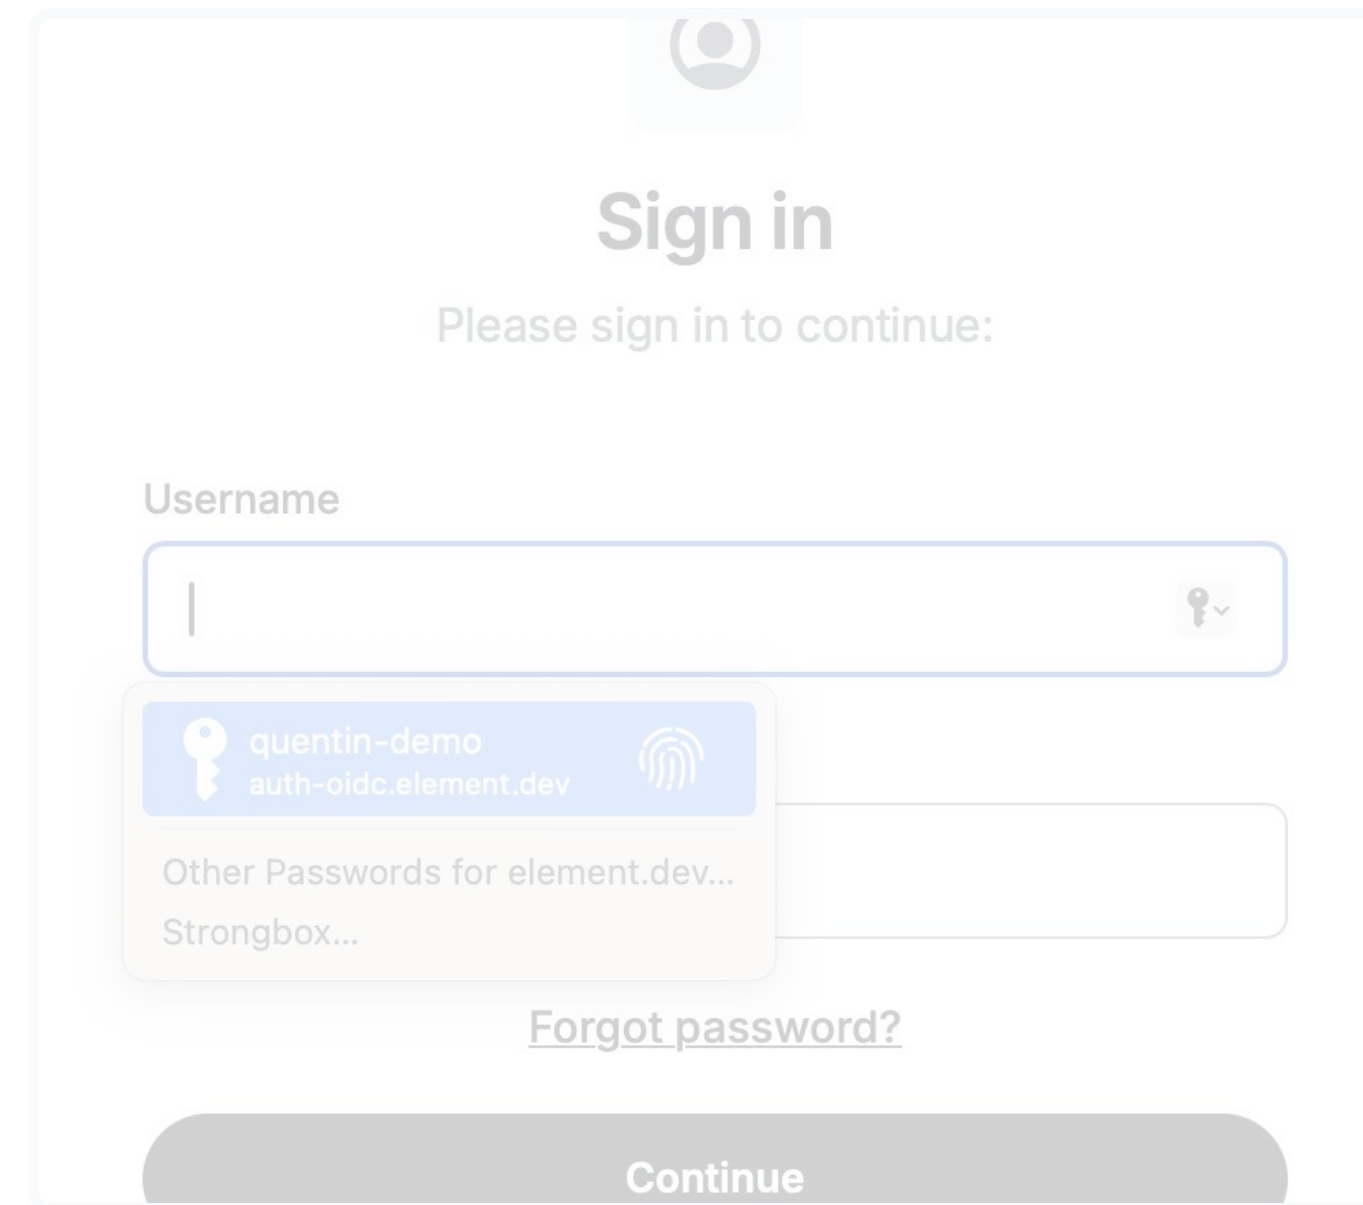 Sign in
Please sign in to continue:
Username
quentin-demo
auth-oidc.element.dev
Other Passwords for element.dev...
Strongbox...
Forgot password?
Continue